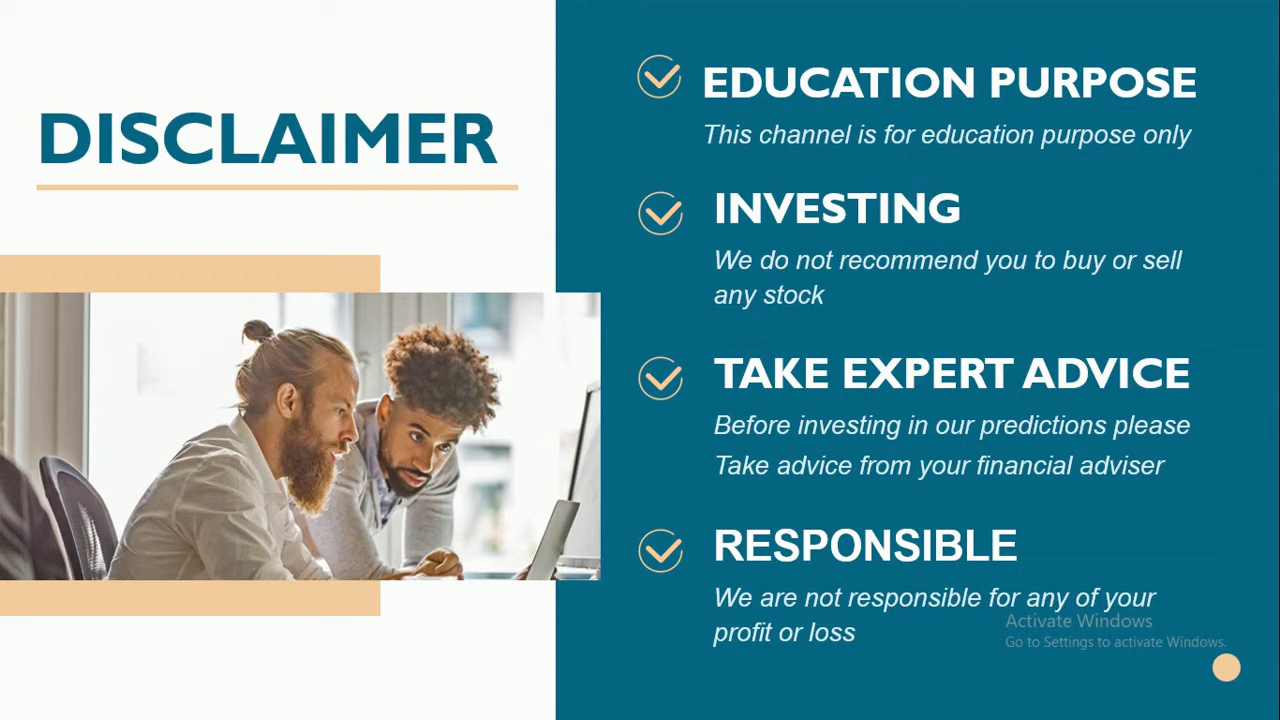 DISCLAIMER
EDUCATION PURPOSE
This channel is for education purpose only
INVESTING
We do not recommend you to buy or sell
any stock
TAKE EXPERT ADVICE
Before investing in our predictions please
Take advice from your financial adviser
RESPONSIBLE
We are not responsible for any of your
profit or loss
Activate Windows
Go to Settings to activate Windows.